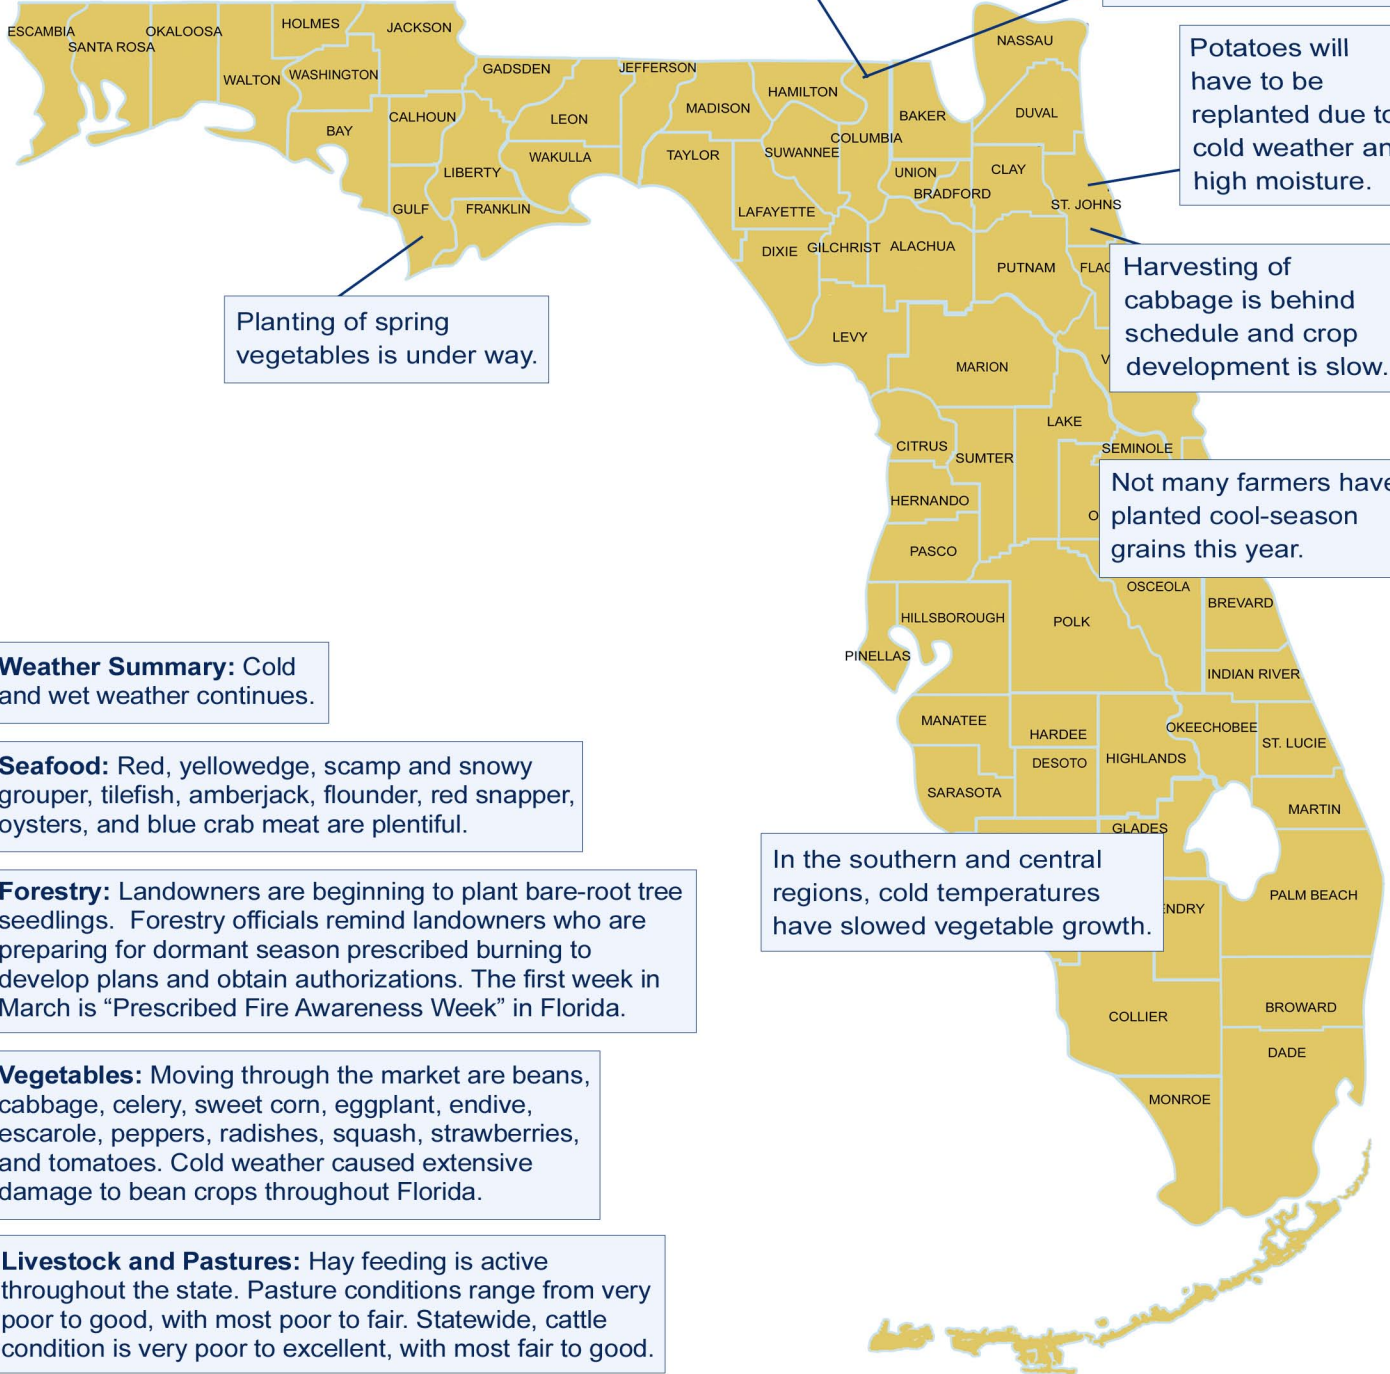 ESCAMBIA
SANTA ROSA
OKALOOSA
HOLMES
JACKSON
WALTON
WASHINGTON
BAY
CALHOUN
GADSDEN
LEON
LIBERTY
WAKULLA
GULF
FRANKLIN
JEFFERSON
MADISON
HAMILTON
TAYLOR
SUWANNEE
COLUMBIA
LAFAYETTE
DIXIE
GILCHRIST
BAKER
NASSAU
DUVAL
UNION
BRADFORD
CLAY
ST. JOHNS
ALACHUA
PUTNAM
FLAG
LEVY
MARION
V
Potatoes will
have to be
replanted due to
cold weather an
high moisture.
Harvesting of
cabbage is behind
schedule and crop
development is slow.
Planting of spring
vegetables is under way.
CITRUS
SUMTER
LAKE
SEMINOLE
HERNANDO
O
PASCO
Not many farmers have
planted cool-season
grains this year.
OSCEOLA
BREVARD
HILLSBOROUGH
POLK
PINELLAS
INDIAN RIVER
MANATEE
HARDEE
OKEECHOBEE
ST. LUCIE
DESOTO
HIGHLANDS
SARASOTA
MARTIN
GLADES
In the southern and central
regions, cold temperatures
have slowed vegetable growth.
ENDRY
PALM BEACH
COLLIER
BROWARD
DADE
MONROE
Weather Summary: Cold
and wet weather continues.
Seafood: Red, yellowedge, scamp and snowy
grouper, tilefish, amberjack, flounder, red snapper,
oysters, and blue crab meat are plentiful.
Forestry: Landowners are beginning to plant bare-root tree
seedlings. Forestry officials remind landowners who are
preparing for dormant season prescribed burning to
develop plans and obtain authorizations. The first week in
March is “Prescribed Fire Awareness Week” in Florida.
Vegetables: Moving through the market are beans,
cabbage, celery, sweet corn, eggplant, endive,
escarole, peppers, radishes, squash, strawberries,
and tomatoes. Cold weather caused extensive
damage to bean crops throughout Florida.
Livestock and Pastures: Hay feeding is active
throughout the state. Pasture conditions range from very
poor to good, with most poor to fair. Statewide, cattle
condition is very poor to excellent, with most fair to good.